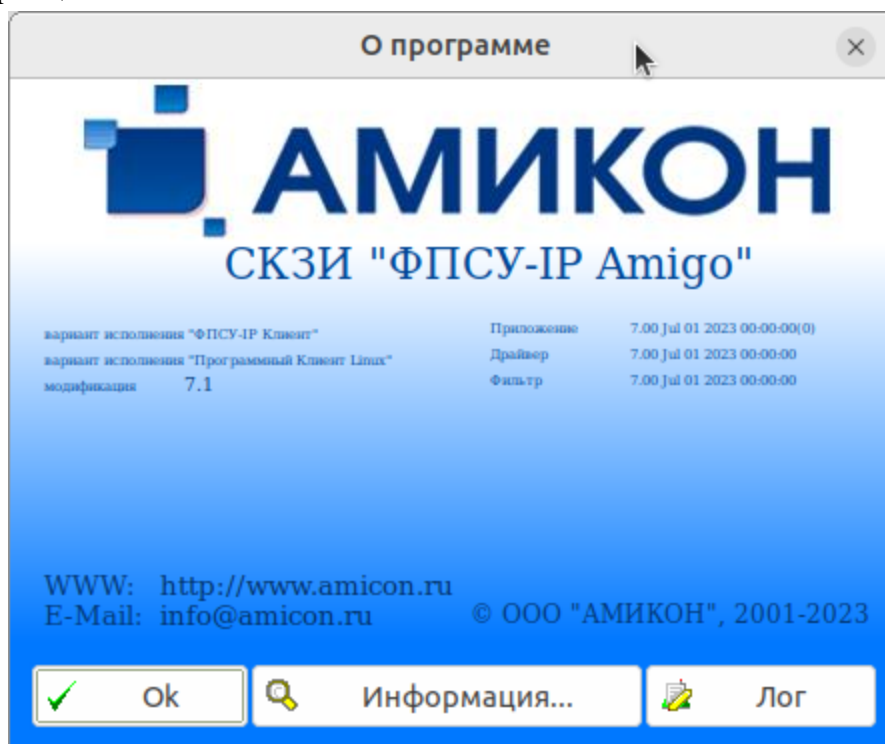 О программе
АМИКОН
СКЗИ "ФПСУ-IP Amigo"
вариант исполнения "ФПСУ-IP Клиент"
вариант исполнения "Программный Клиент Linux"
модификация 7.1
Приложение 7.00 Jul 01 2023 00:00:00(0)
Драйвер 7.00 Jul 01 2023 00:00:00
Фильтр 7.00 Jul 01 2023 00:00:00
WWW: http://www.amicon.ru
E-Mail: info@amicon.ru
© ООО "АМИКОН", 2001-2023
Ok
Информация...
Лог